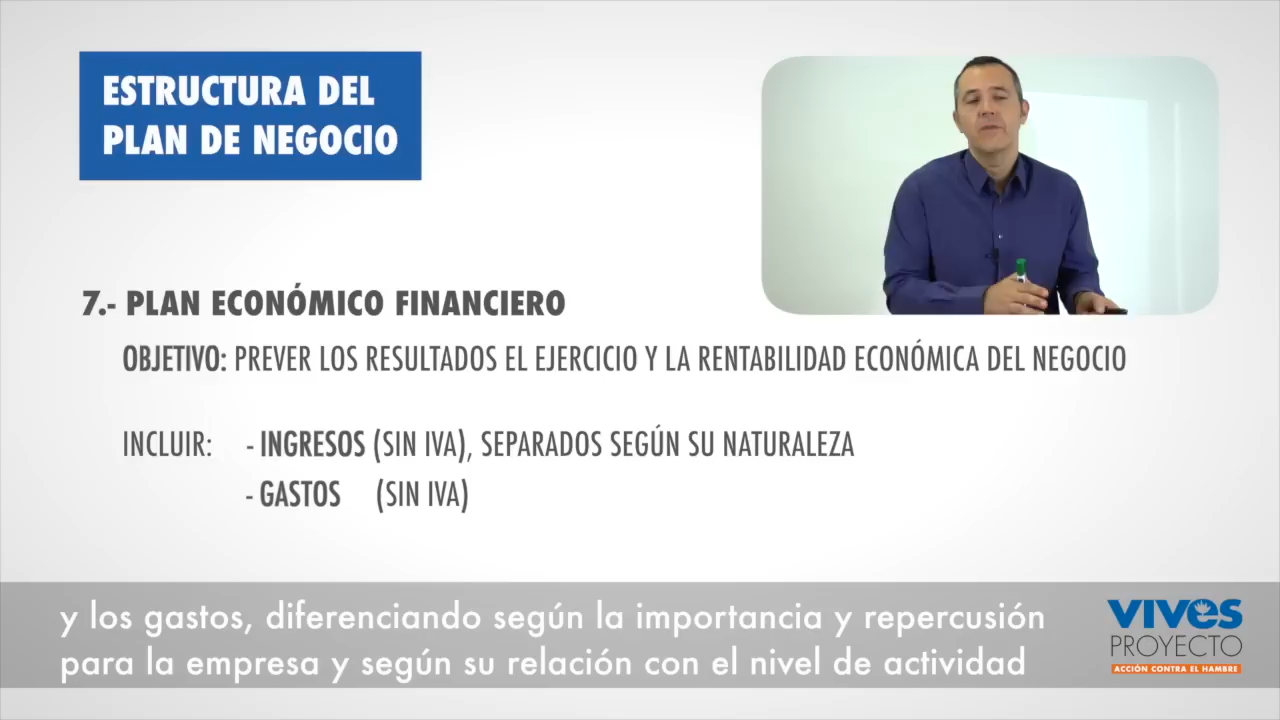 ESTRUCTURA DEL
PLAN DE NEGOCIO
7.- PLAN ECONÓMICO FINANCIERO
OBJETIVO: PREVER LOS RESULTADOS EL EJERCICIO Y LA RENTABILIDAD ECONÓMICA DEL NEGOCIO
INCLUIR: - INGRESOS (SIN IVA), SEPARADOS SEGÚN SU NATURALEZA
- GASTOS (SIN IVA)
y los gastos, diferenciando según la importancia y repercusión
para la empresa y según su relación con el nivel de actividad
VIVES
PROYECTO
ACCIÓN CONTRA EL HAMBRE